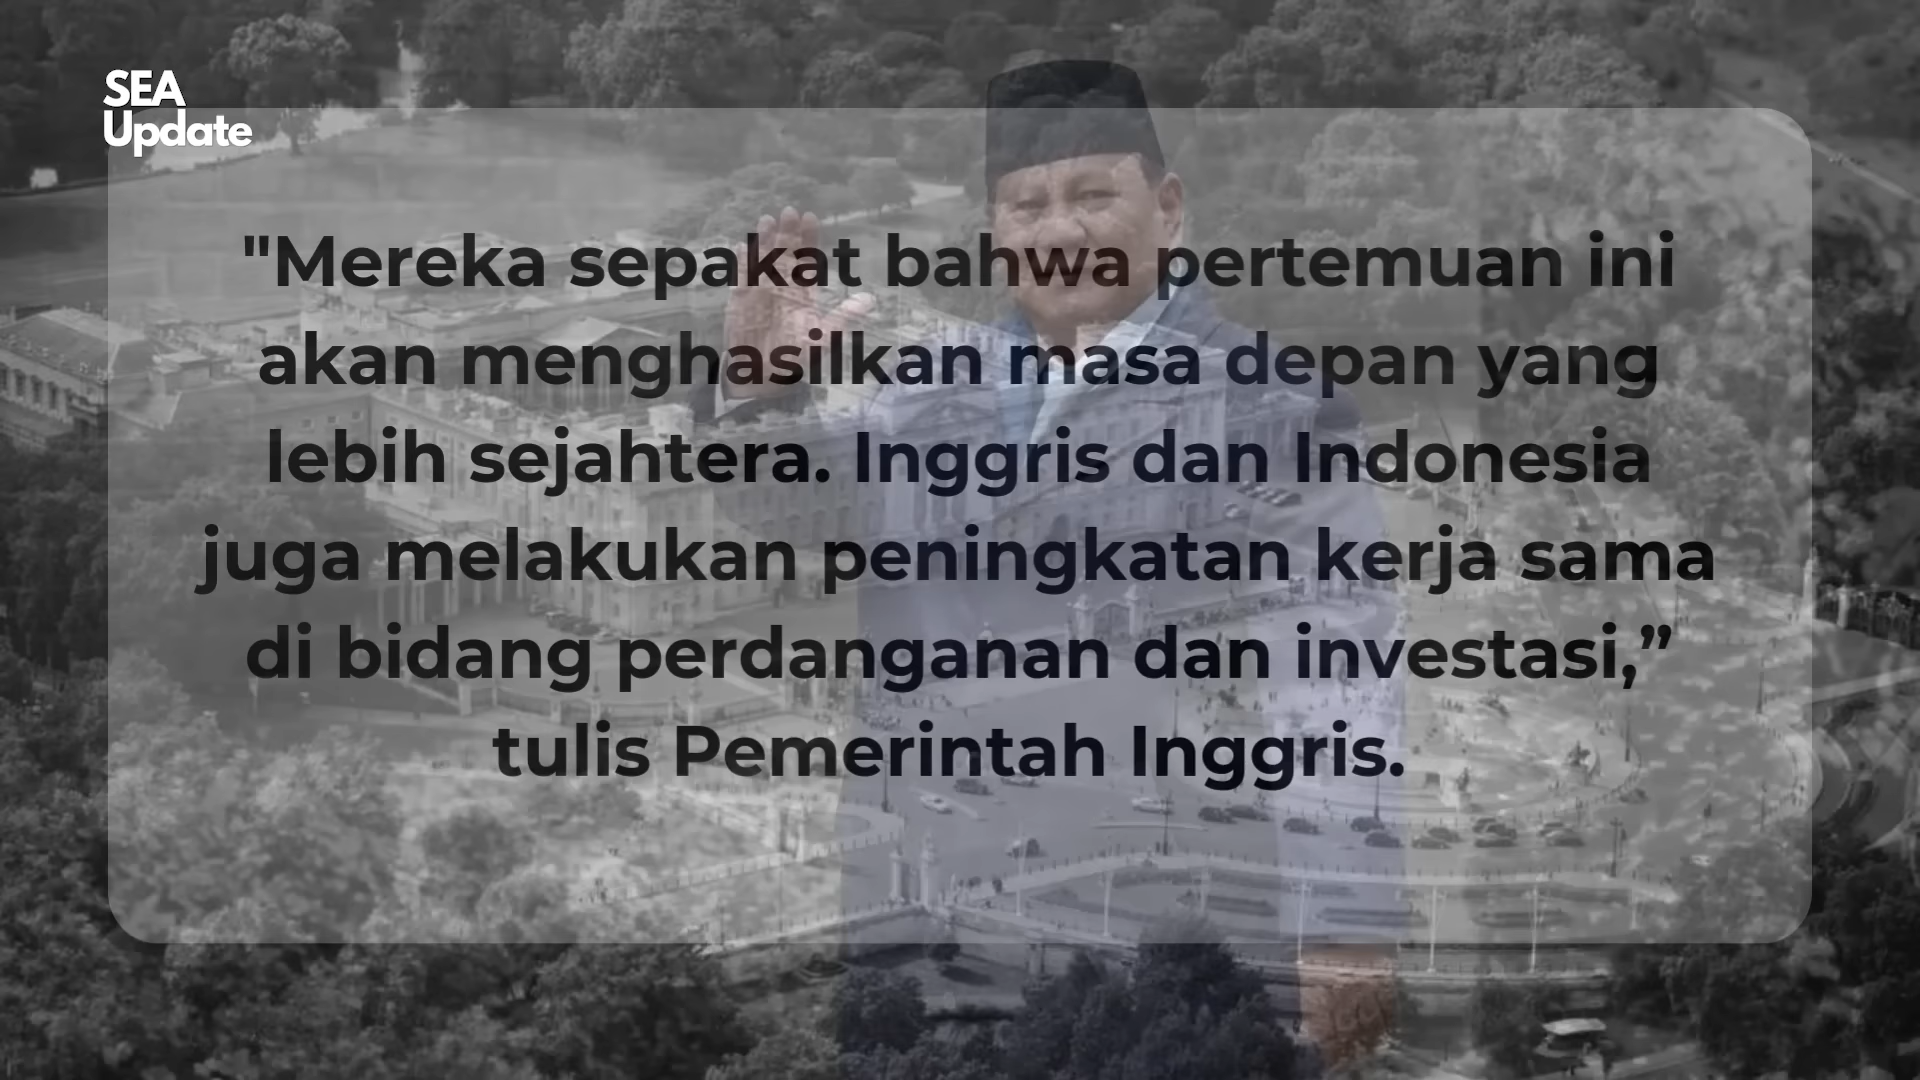 SEA
Update
"Mereka sepakat bahwa pertemuan ini
akan menghasilkan masa depan yang
lebih sejahtera. Inggris dan Indonesia
juga melakukan peningkatan kerja sama
di bidang perdanganan dan investasi,”
tulis Pemerintah Inggris.